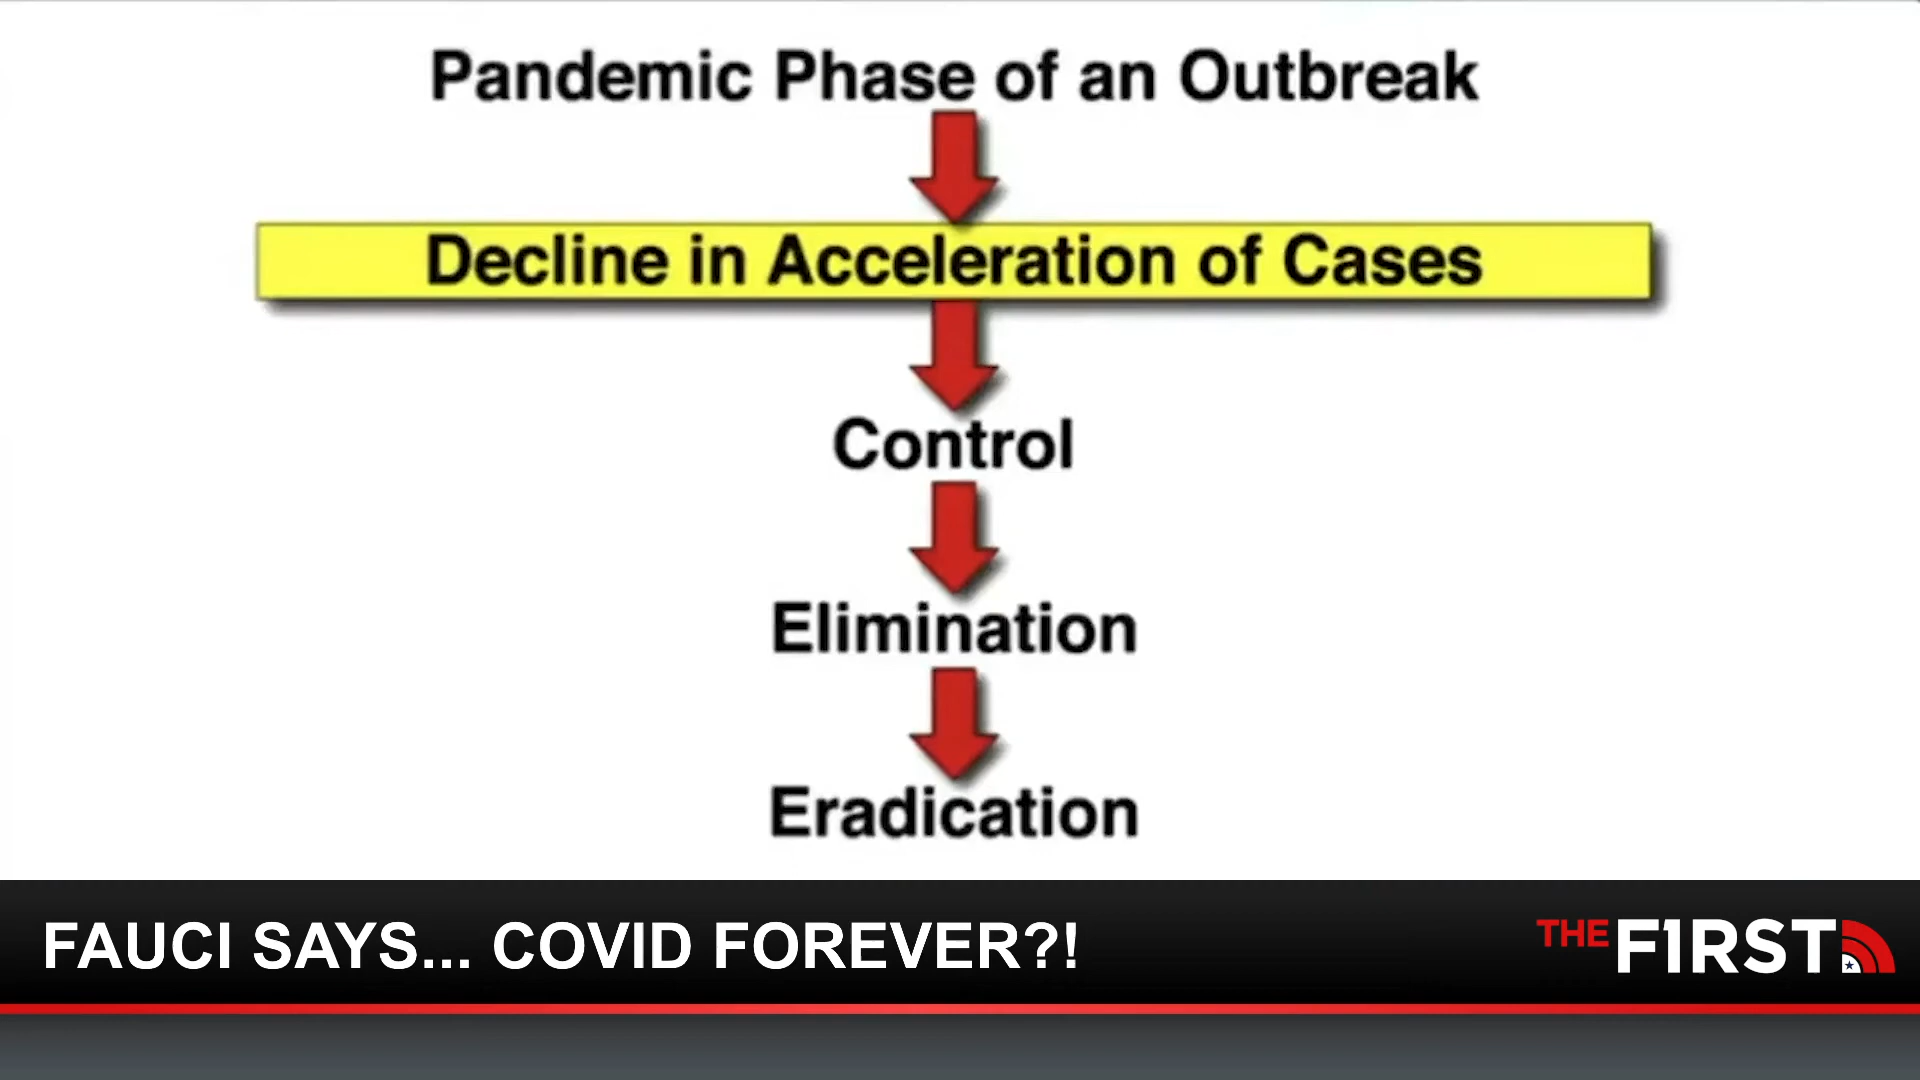 Pandemic Phase of an Outbreak
Decline in Acceleration of Cases
Control
Elimination
Eradication
FAUCI SAYS... COVID FOREVER?!
THE F1RST